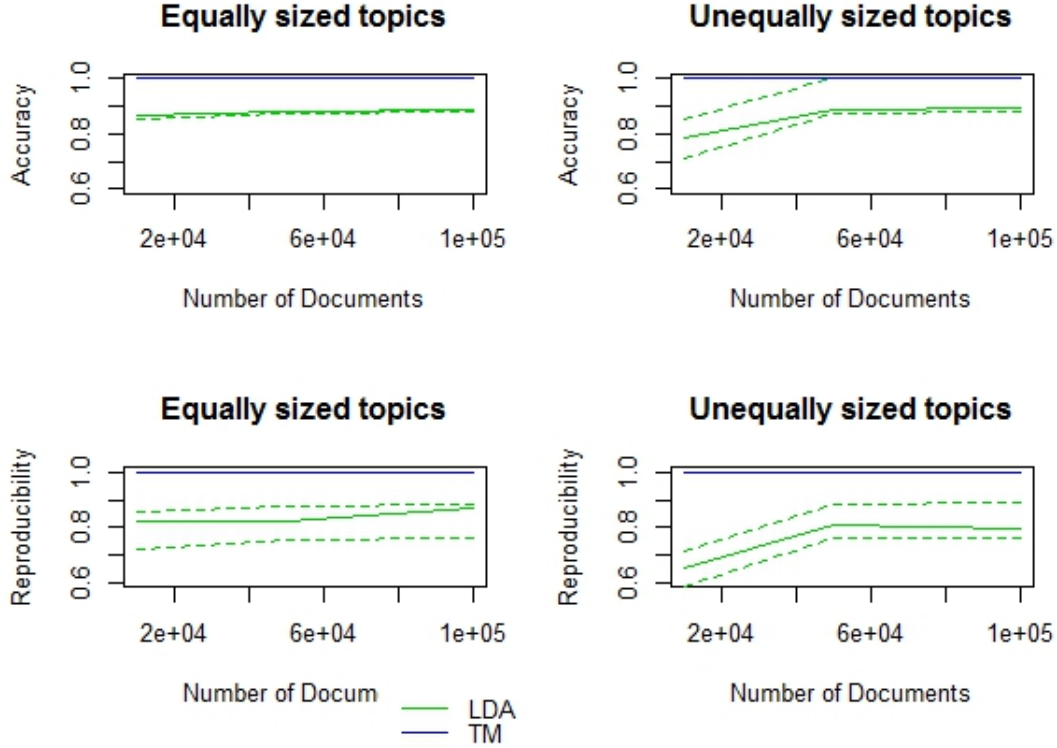 Equally sized topics
Accuracy
1.0
0.8
0.6
2e+04 6e+04 1e+05
Number of Documents
Unequally sized topics
Accuracy
1.0
0.8
0.6
2e+04 6e+04 1e+05
Number of Documents
Equally sized topics
Reproducibility
1.0
0.8
0.6
2e+04 6e+04 1e+05
Number of Docum
Unequally sized topics
Reproducibility
1.0
0.8
0.6
2e+04 6e+04 1e+05
Number of Documents
LDA
TM